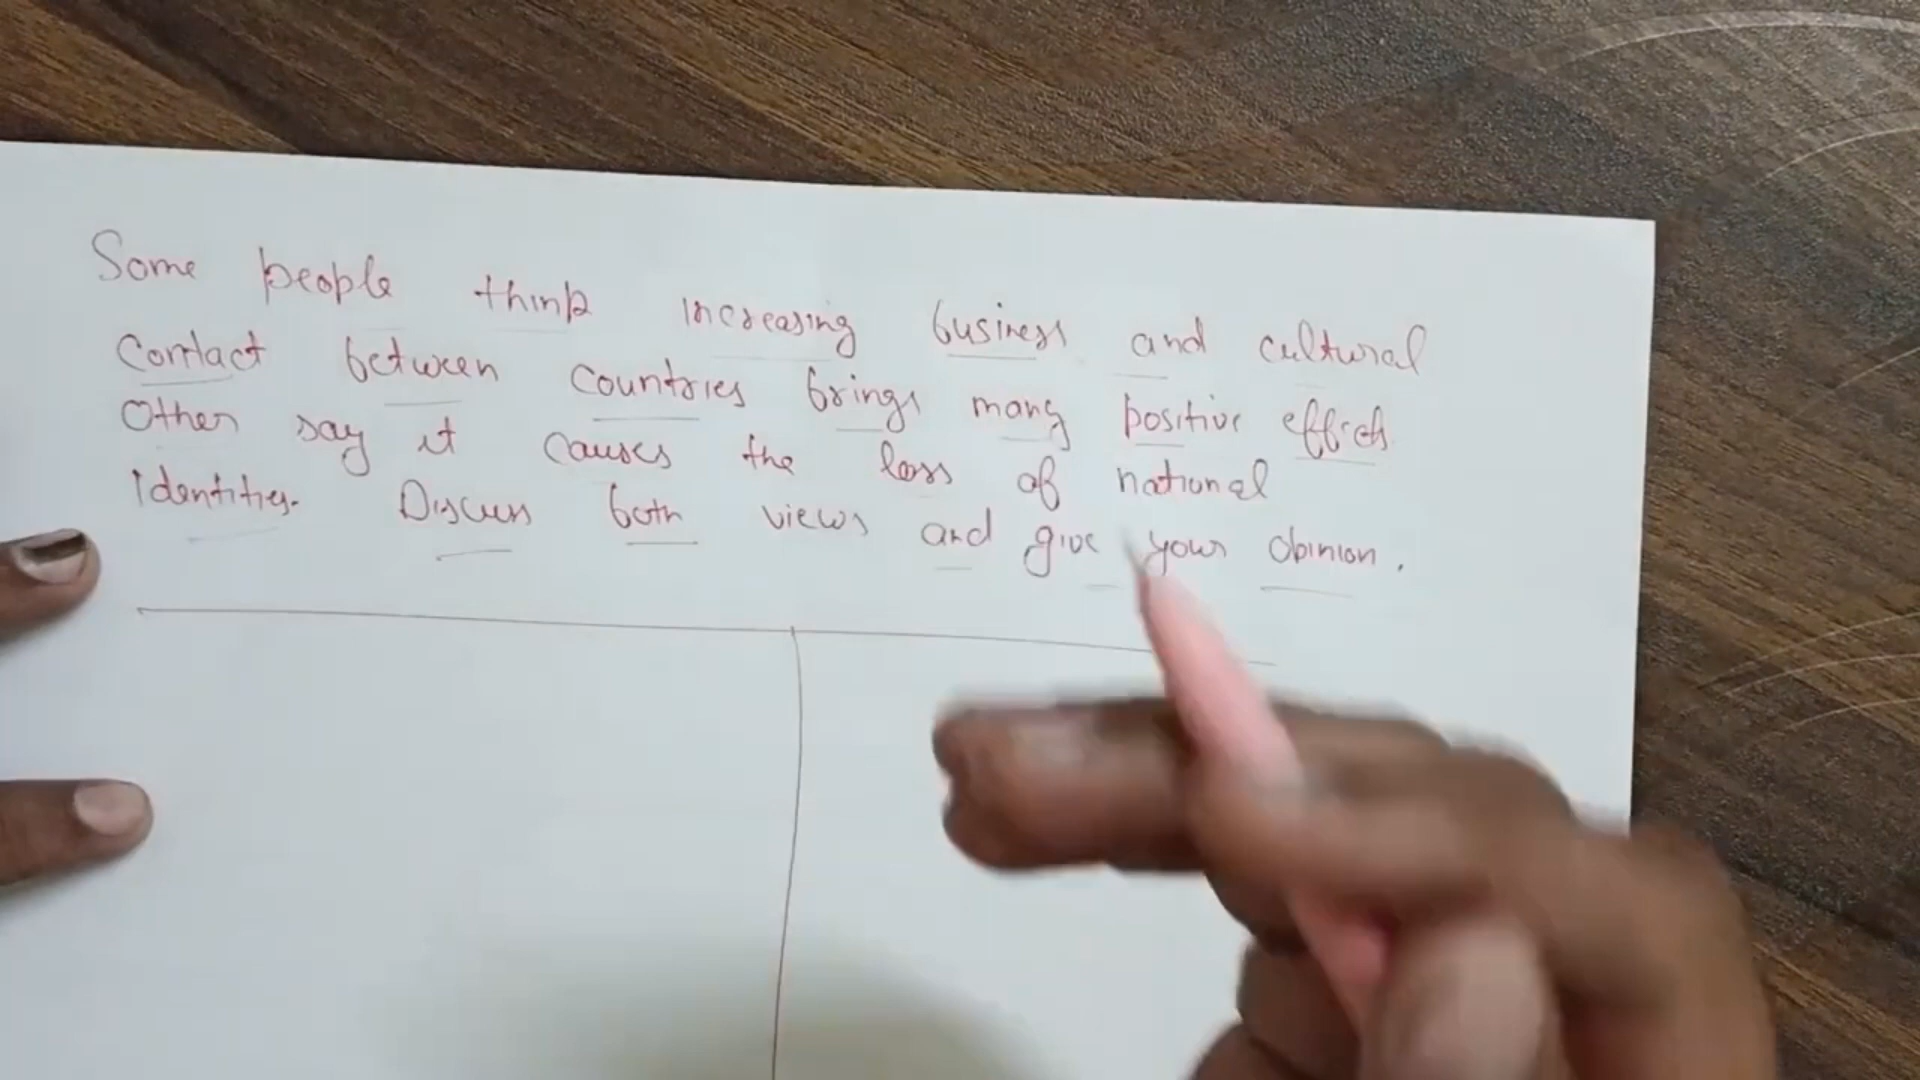 Some people think increasing business and cultural
Contact between countries brings many positive effects
Other say it causes the loss of national
Identities. Discuss both views and give your opinion.